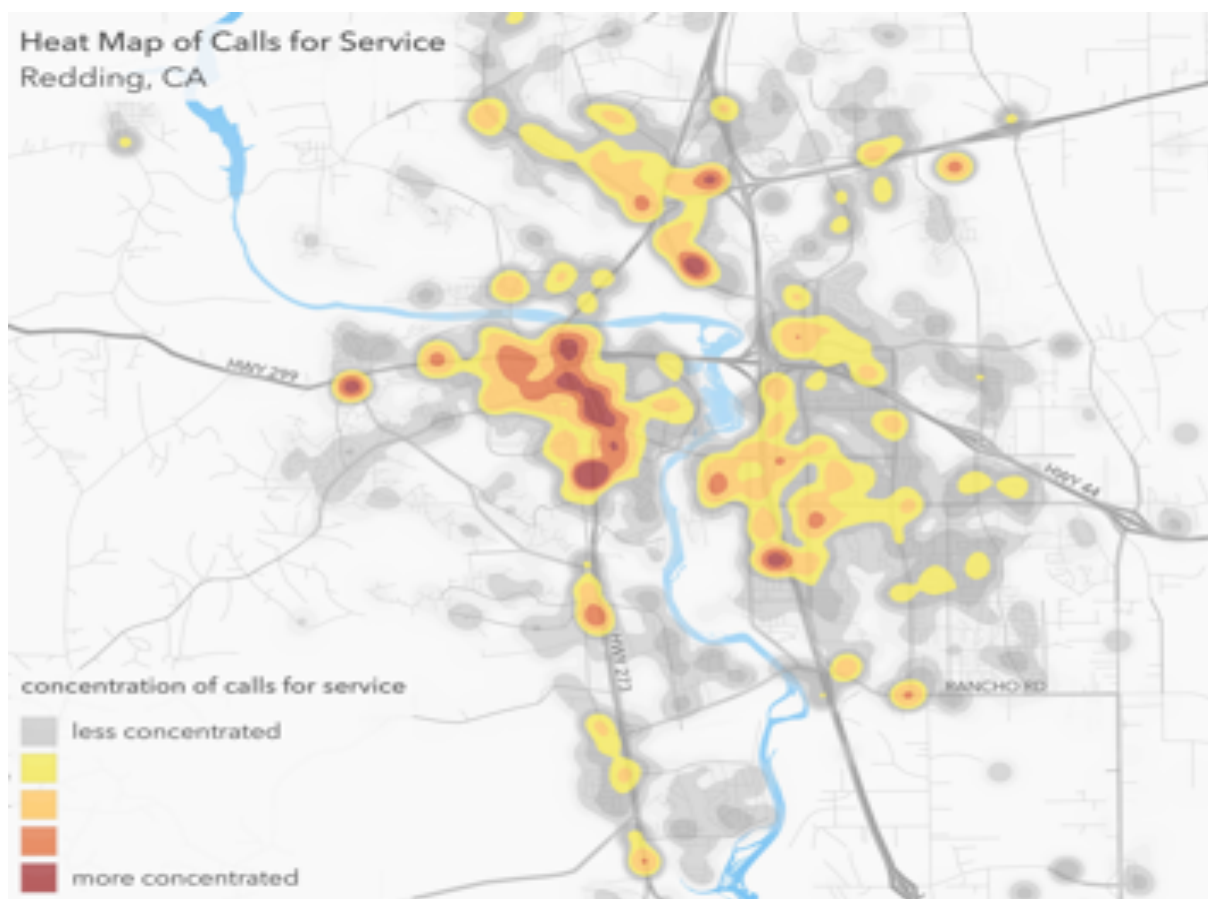 Heat Map of Calls for Service
Redding, CA
HWY 299
HWY 44
HWY 273
RANCHO RD
concentration of calls for service
less concentrated
more concentrated